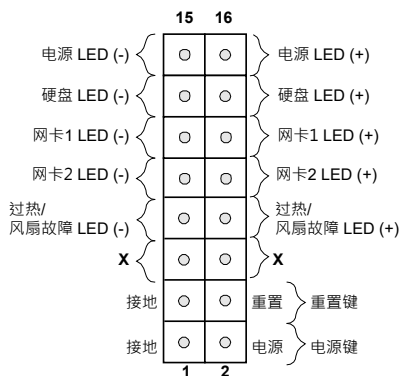 15 16
电源 LED (-) 电源 LED (+)
硬盘 LED (-) 硬盘 LED (+)
网卡1 LED (-) 网卡1 LED (+)
网卡2 LED (-) 网卡2 LED (+)
过热/ 过热/
风扇故障 LED (-) 风扇故障 LED (+)
X X
接地 重置 重置键
接地 电源 电源键
1 2